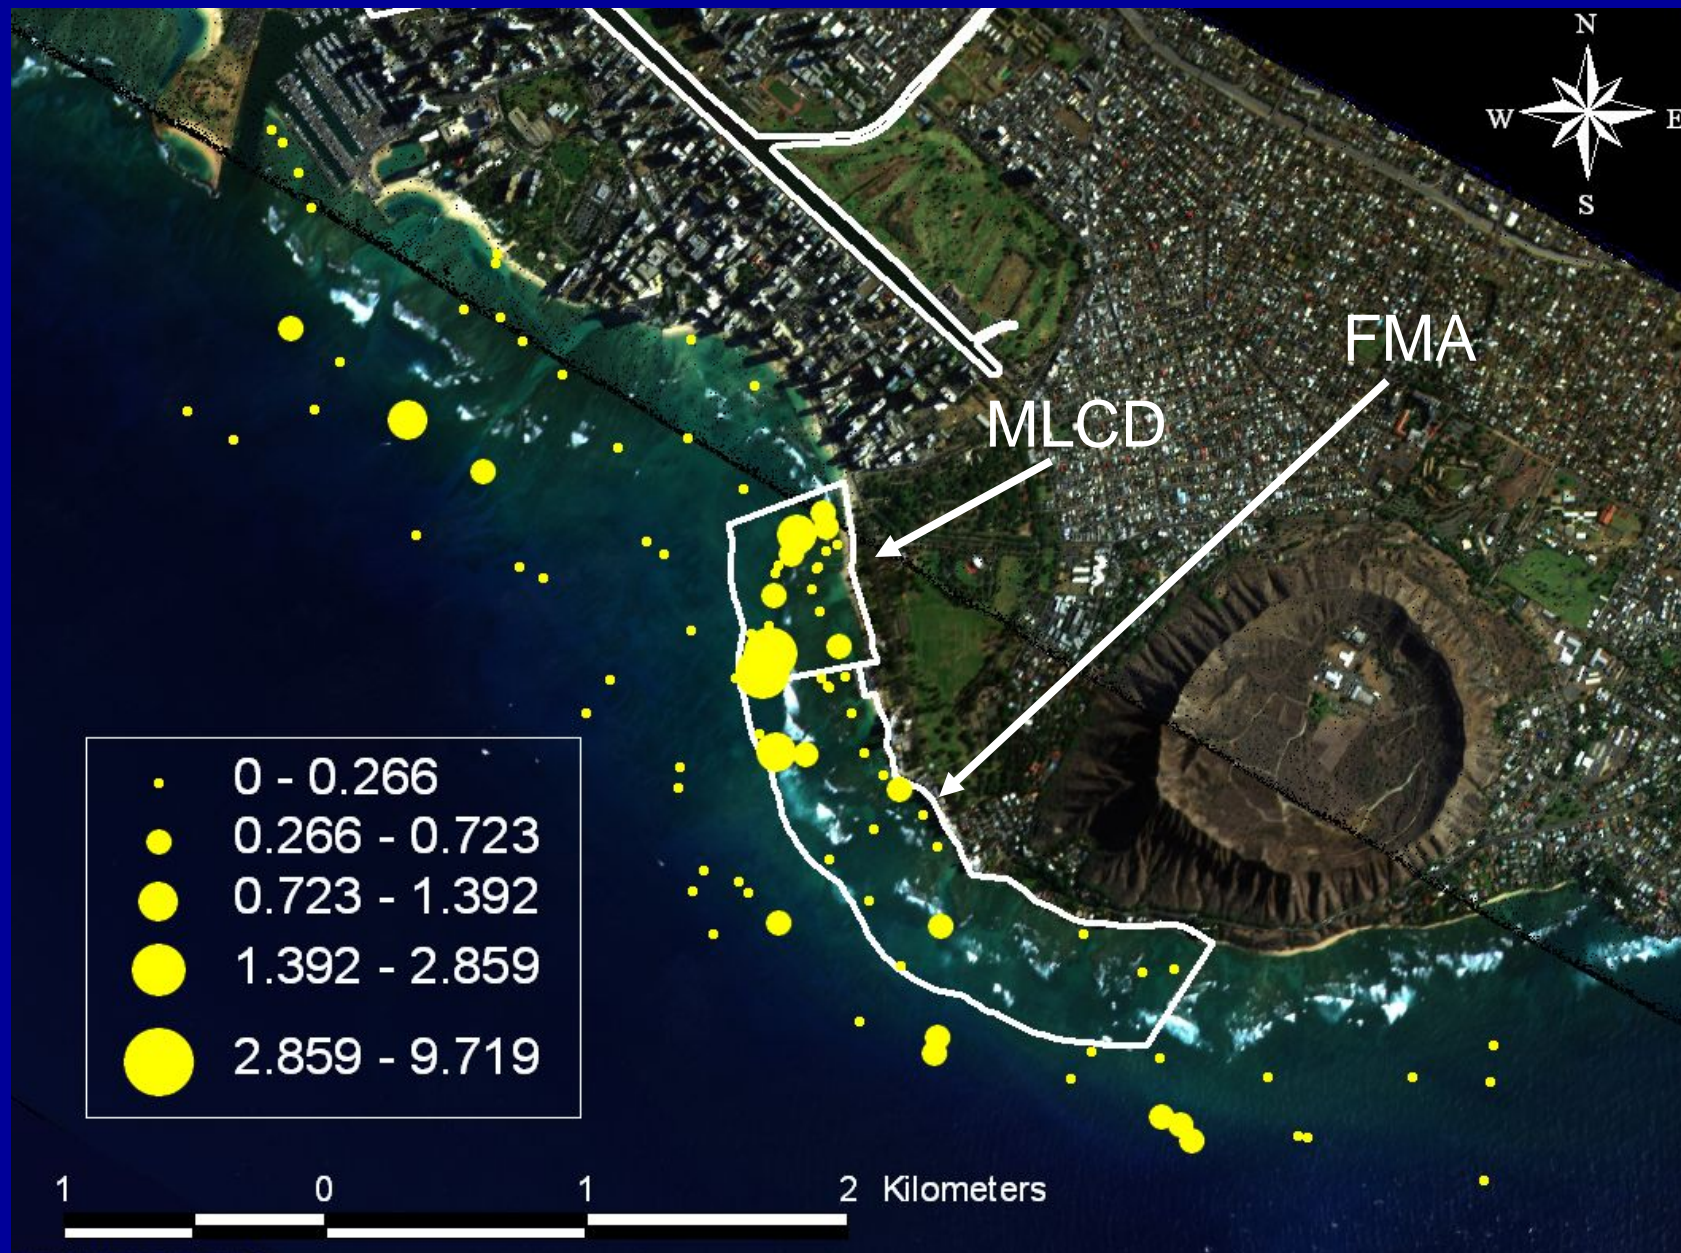 N
W E
S
FMA
MLCD
0 - 0.266
0.266 - 0.723
0.723 - 1.392
1.392 - 2.859
2.859 - 9.719
1 0 1 2 Kilometers